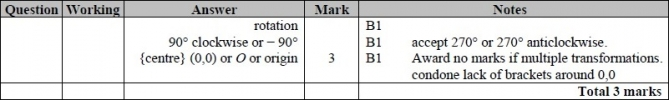 Question Working Answer Mark Notes
rotation B1
90° clockwise or − 90° B1 accept 270° or 270° anticlockwise.
{centre} (0,0) or O or origin 3 B1 Award no marks if multiple transformations.
condone lack of brackets around 0,0
Total 3 marks